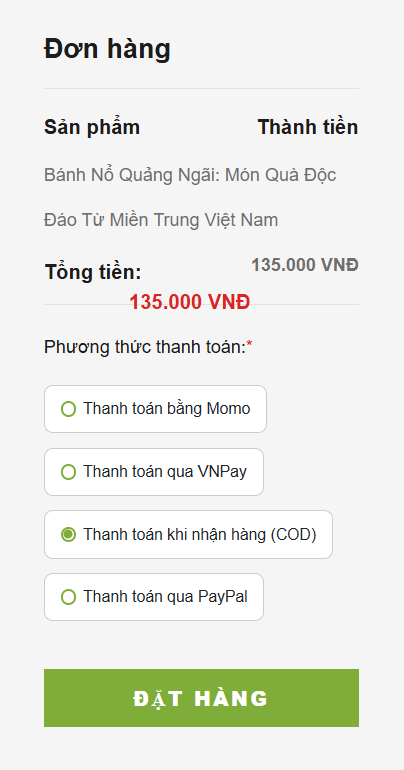 Đơn hàng
Sản phẩm Thành tiền
Bánh Nổ Quảng Ngãi: Món Quà Độc
Đáo Từ Miền Trung Việt Nam
135.000 VNĐ
Tổng tiền:
135.000 VNĐ
Phương thức thanh toán:*
Thanh toán bằng Momo
Thanh toán qua VNPay
Thanh toán khi nhận hàng (COD)
Thanh toán qua PayPal
ĐẶT HÀNG